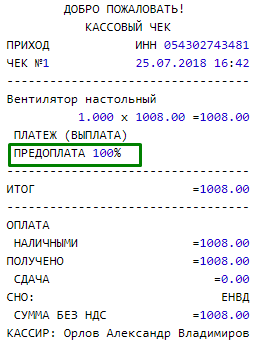 ДОБРО ПОЖАЛОВАТЬ!
КАССОВЫЙ ЧЕК
ПРИХОД ИНН 054302743481
ЧЕК №1 25.07.2018 16:42
--------------------------------
Вентилятор настольный
1.000 x 1008.00 =1008.00
ПЛАТЕЖ (ВЫПЛАТА)
ПРЕДОПЛАТА 100%
--------------------------------
ИТОГ =1008.00
--------------------------------
ОПЛАТА
НАЛИЧНЫМИ =1008.00
ПОЛУЧЕНО =1008.00
СДАЧА =0.00
СНО: ЕНВД
СУММА БЕЗ НДС =1008.00
КАССИР: Орлов Александр Владимиров